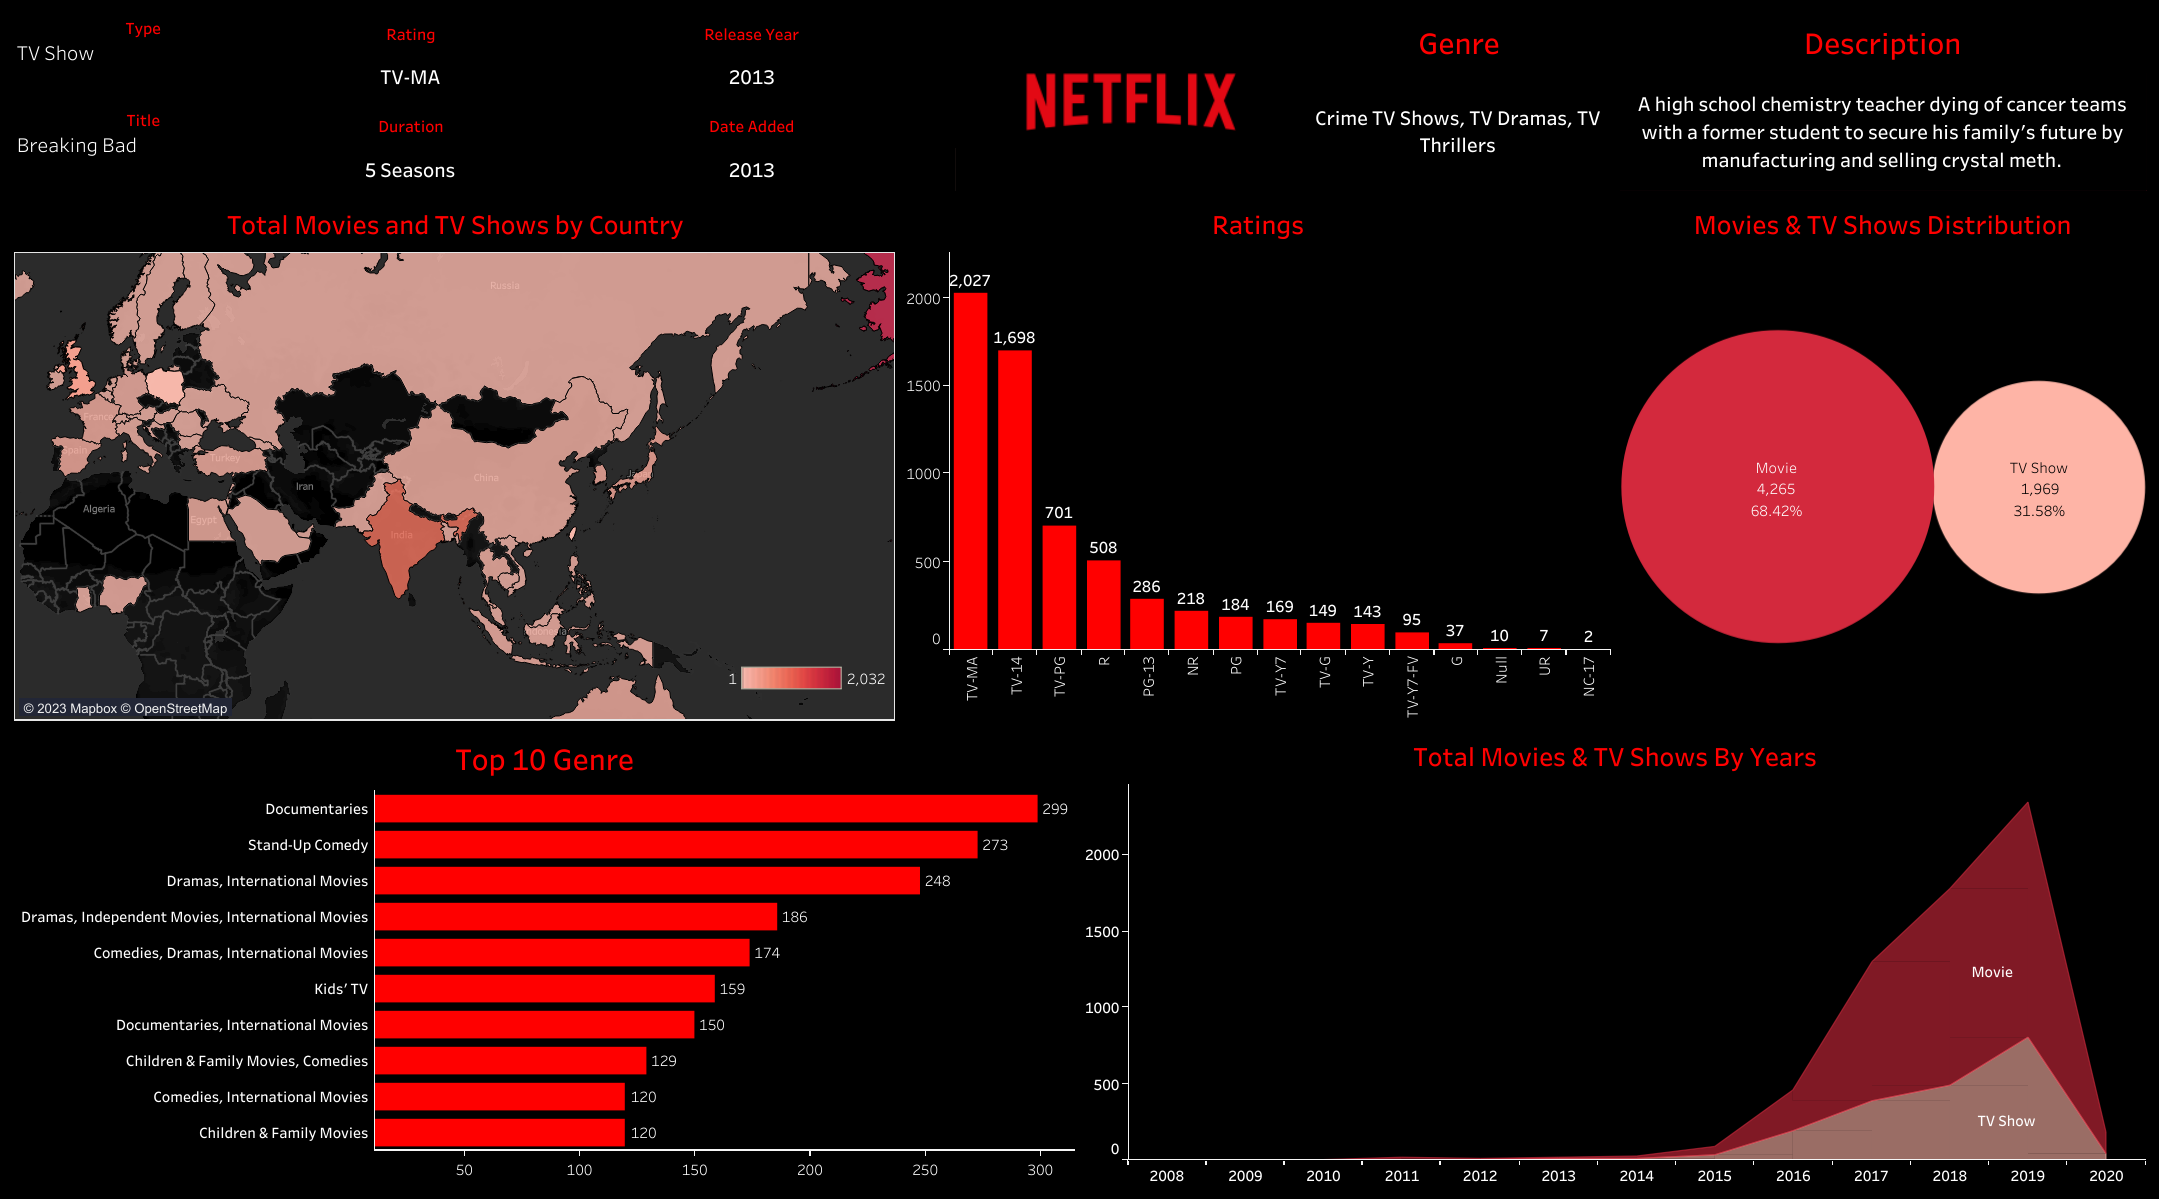 Type
TV Show
Rating
TV-MA
Release Year
2013
Title
Breaking Bad
Duration
5 Seasons
Date Added
2013
NETFLIX
Genre
Crime TV Shows, TV Dramas, TV
Thrillers
Description
A high school chemistry teacher dying of cancer teams
with a former student to secure his family's future by
manufacturing and selling crystal meth.
Total Movies and TV Shows by Country
Russia
France
Spain
Turkey
Iran
China
Algeria
Egypt
India
1
2,032
© 2023 Mapbox © OpenStreetMap
Ratings
2000
1500
1000
500
0
2,027
1,698
701
508
286
218
184
169
149
143
95
37
10
7
2
TV-MA
TV-14
TV-PG
R
PG-13
NR
PG
TV-Y7
TV-G
TV-Y
TV-Y7-FV
G
Null
UR
NC-17
Movies & TV Shows Distribution
Movie
4,265
68.42%
TV Show
1,969
31.58%
Top 10 Genre
Documentaries 299
Stand-Up Comedy 273
Dramas, International Movies 248
Dramas, Independent Movies, International Movies 186
Comedies, Dramas, International Movies 174
Kids' TV 159
Documentaries, International Movies 150
Children & Family Movies, Comedies 129
Comedies, International Movies 120
Children & Family Movies 120
50 100 150 200 250 300
Total Movies & TV Shows By Years
2000
1500
1000
500
0
Movie
TV Show
2008 2009 2010 2011 2012 2013 2014 2015 2016 2017 2018 2019 2020